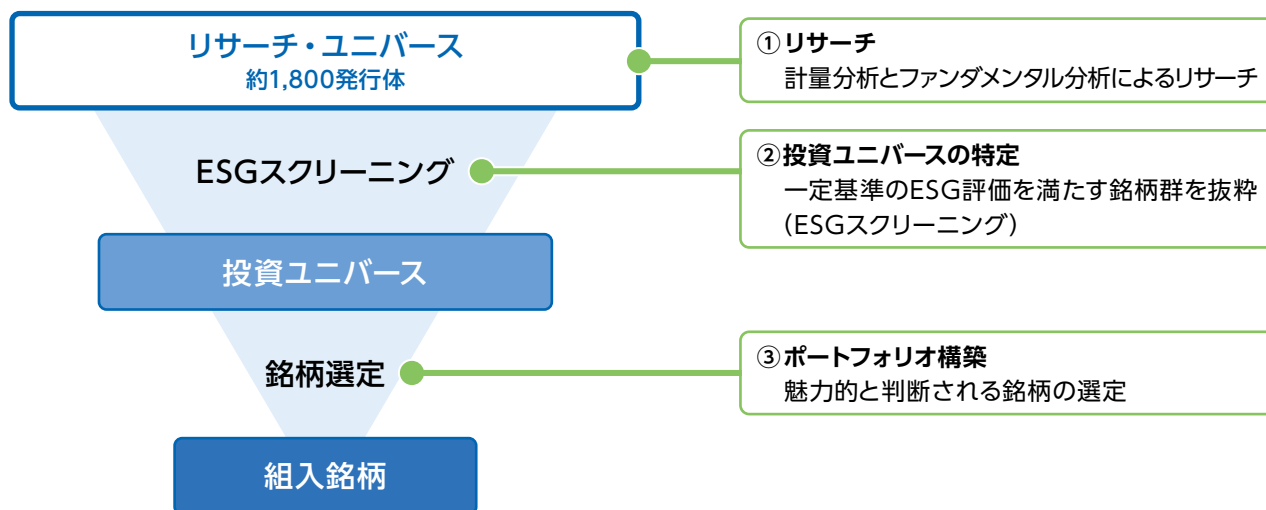 リサーチ・ユニバース
約1,800発行体
①リサーチ
計量分析とファンダメンタル分析によるリサーチ
ESGスクリーニング
②投資ユニバースの特定
一定基準のESG評価を満たす銘柄群を抜粋
(ESGスクリーニング)
投資ユニバース
銘柄選定
③ポートフォリオ構築
魅力的と判断される銘柄の選定
組入銘柄